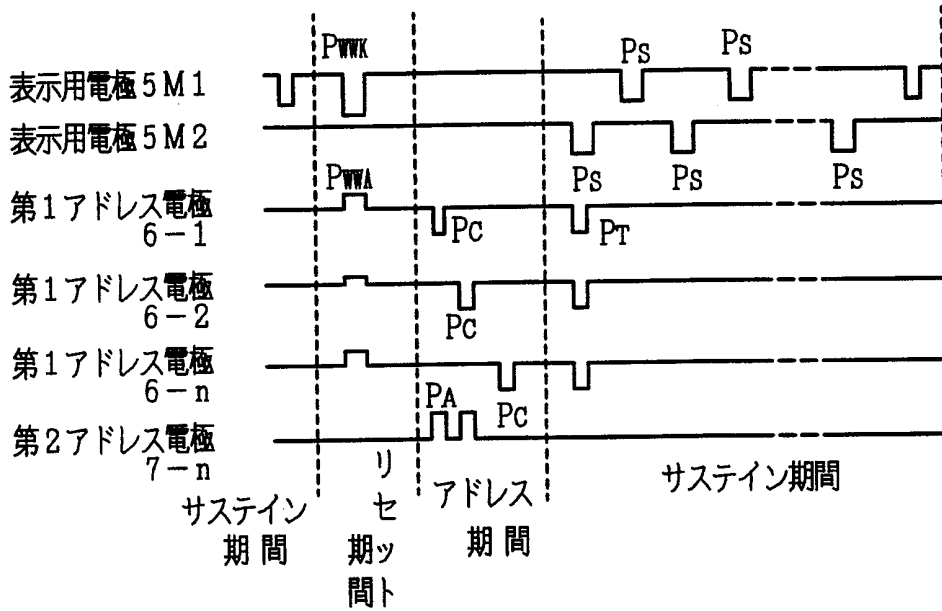 PWWK
PS
PS
表示用電極5M1
表示用電極5M2
PWWA
PS
PS
PS
第1アドレス電極
6-1
PC
PT
第1アドレス電極
6-2
PC
第1アドレス電極
6-n
PA
PC
第2アドレス電極
7-n
サステイン
期間
リセット
期間
アドレス
期間
サステイン期間